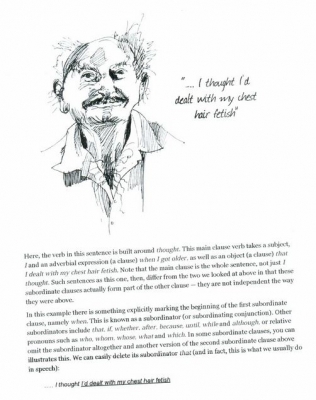 ".... I thought I'd
dealt with my chest
hair fetish"
Here, the verb in this sentence is built around thought. This main clause verb takes a subject,
I and an adverbial expression (a clause) when I got older, as well as an object (a clause) that
I dealt with my chest hair fetish. Note that the main clause is the whole sentence, not just I
thought. Such sentences as this one, then, differ from the two we looked at above in that these
subordinate clauses actually form part of the other clause — they are not independent the way
they were above.
In this example there is something explicitly marking the beginning of the first subordinate
clause, namely when. This is known as a subordinator (or subordinating conjunction). Other
subordinators include that, if, whether, after, because, until, while and although, or relative
pronouns such as who, whom, whose, what and which. In some subordinate clauses, you can
omit the subordinator altogether and another version of the second subordinate clause above
illustrates this. We can easily delete its subordinator that (and in fact, this is what we usually do
in speech):
.... I thought I'd dealt with my chest hair fetish